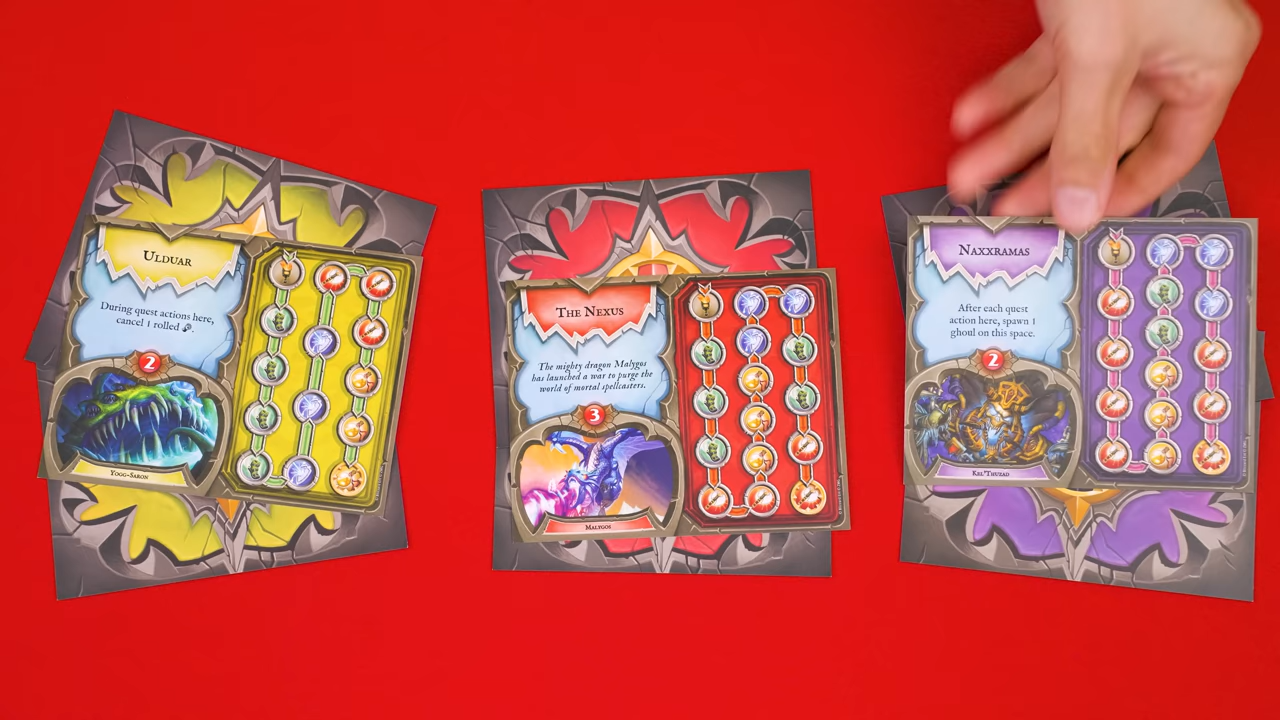 ULDUAR
During quest actions here,
cancel 1 rolled
2
YOGG-SARON
THE NEXUS
The mighty dragon Malygos
has launched a war to purge the
world of mortal spellcasters.
3
MALYGOS
NAXXRAMAS
After each quest
action here, spawn 1
ghoul on this space.
2
KEL'THUZAD